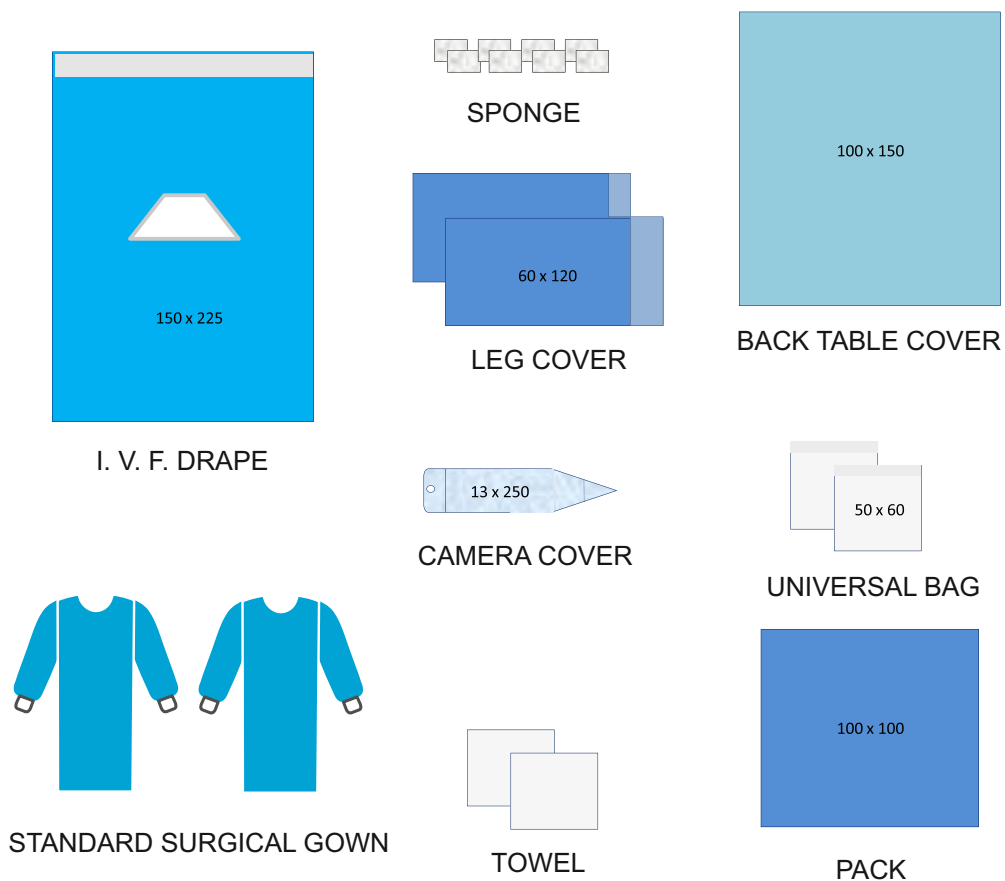 150 x 225
I. V. F. DRAPE
SPONGE
60 x 120
LEG COVER
100 x 150
BACK TABLE COVER
13 x 250
CAMERA COVER
50 x 60
UNIVERSAL BAG
STANDARD SURGICAL GOWN
TOWEL
100 x 100
PACK